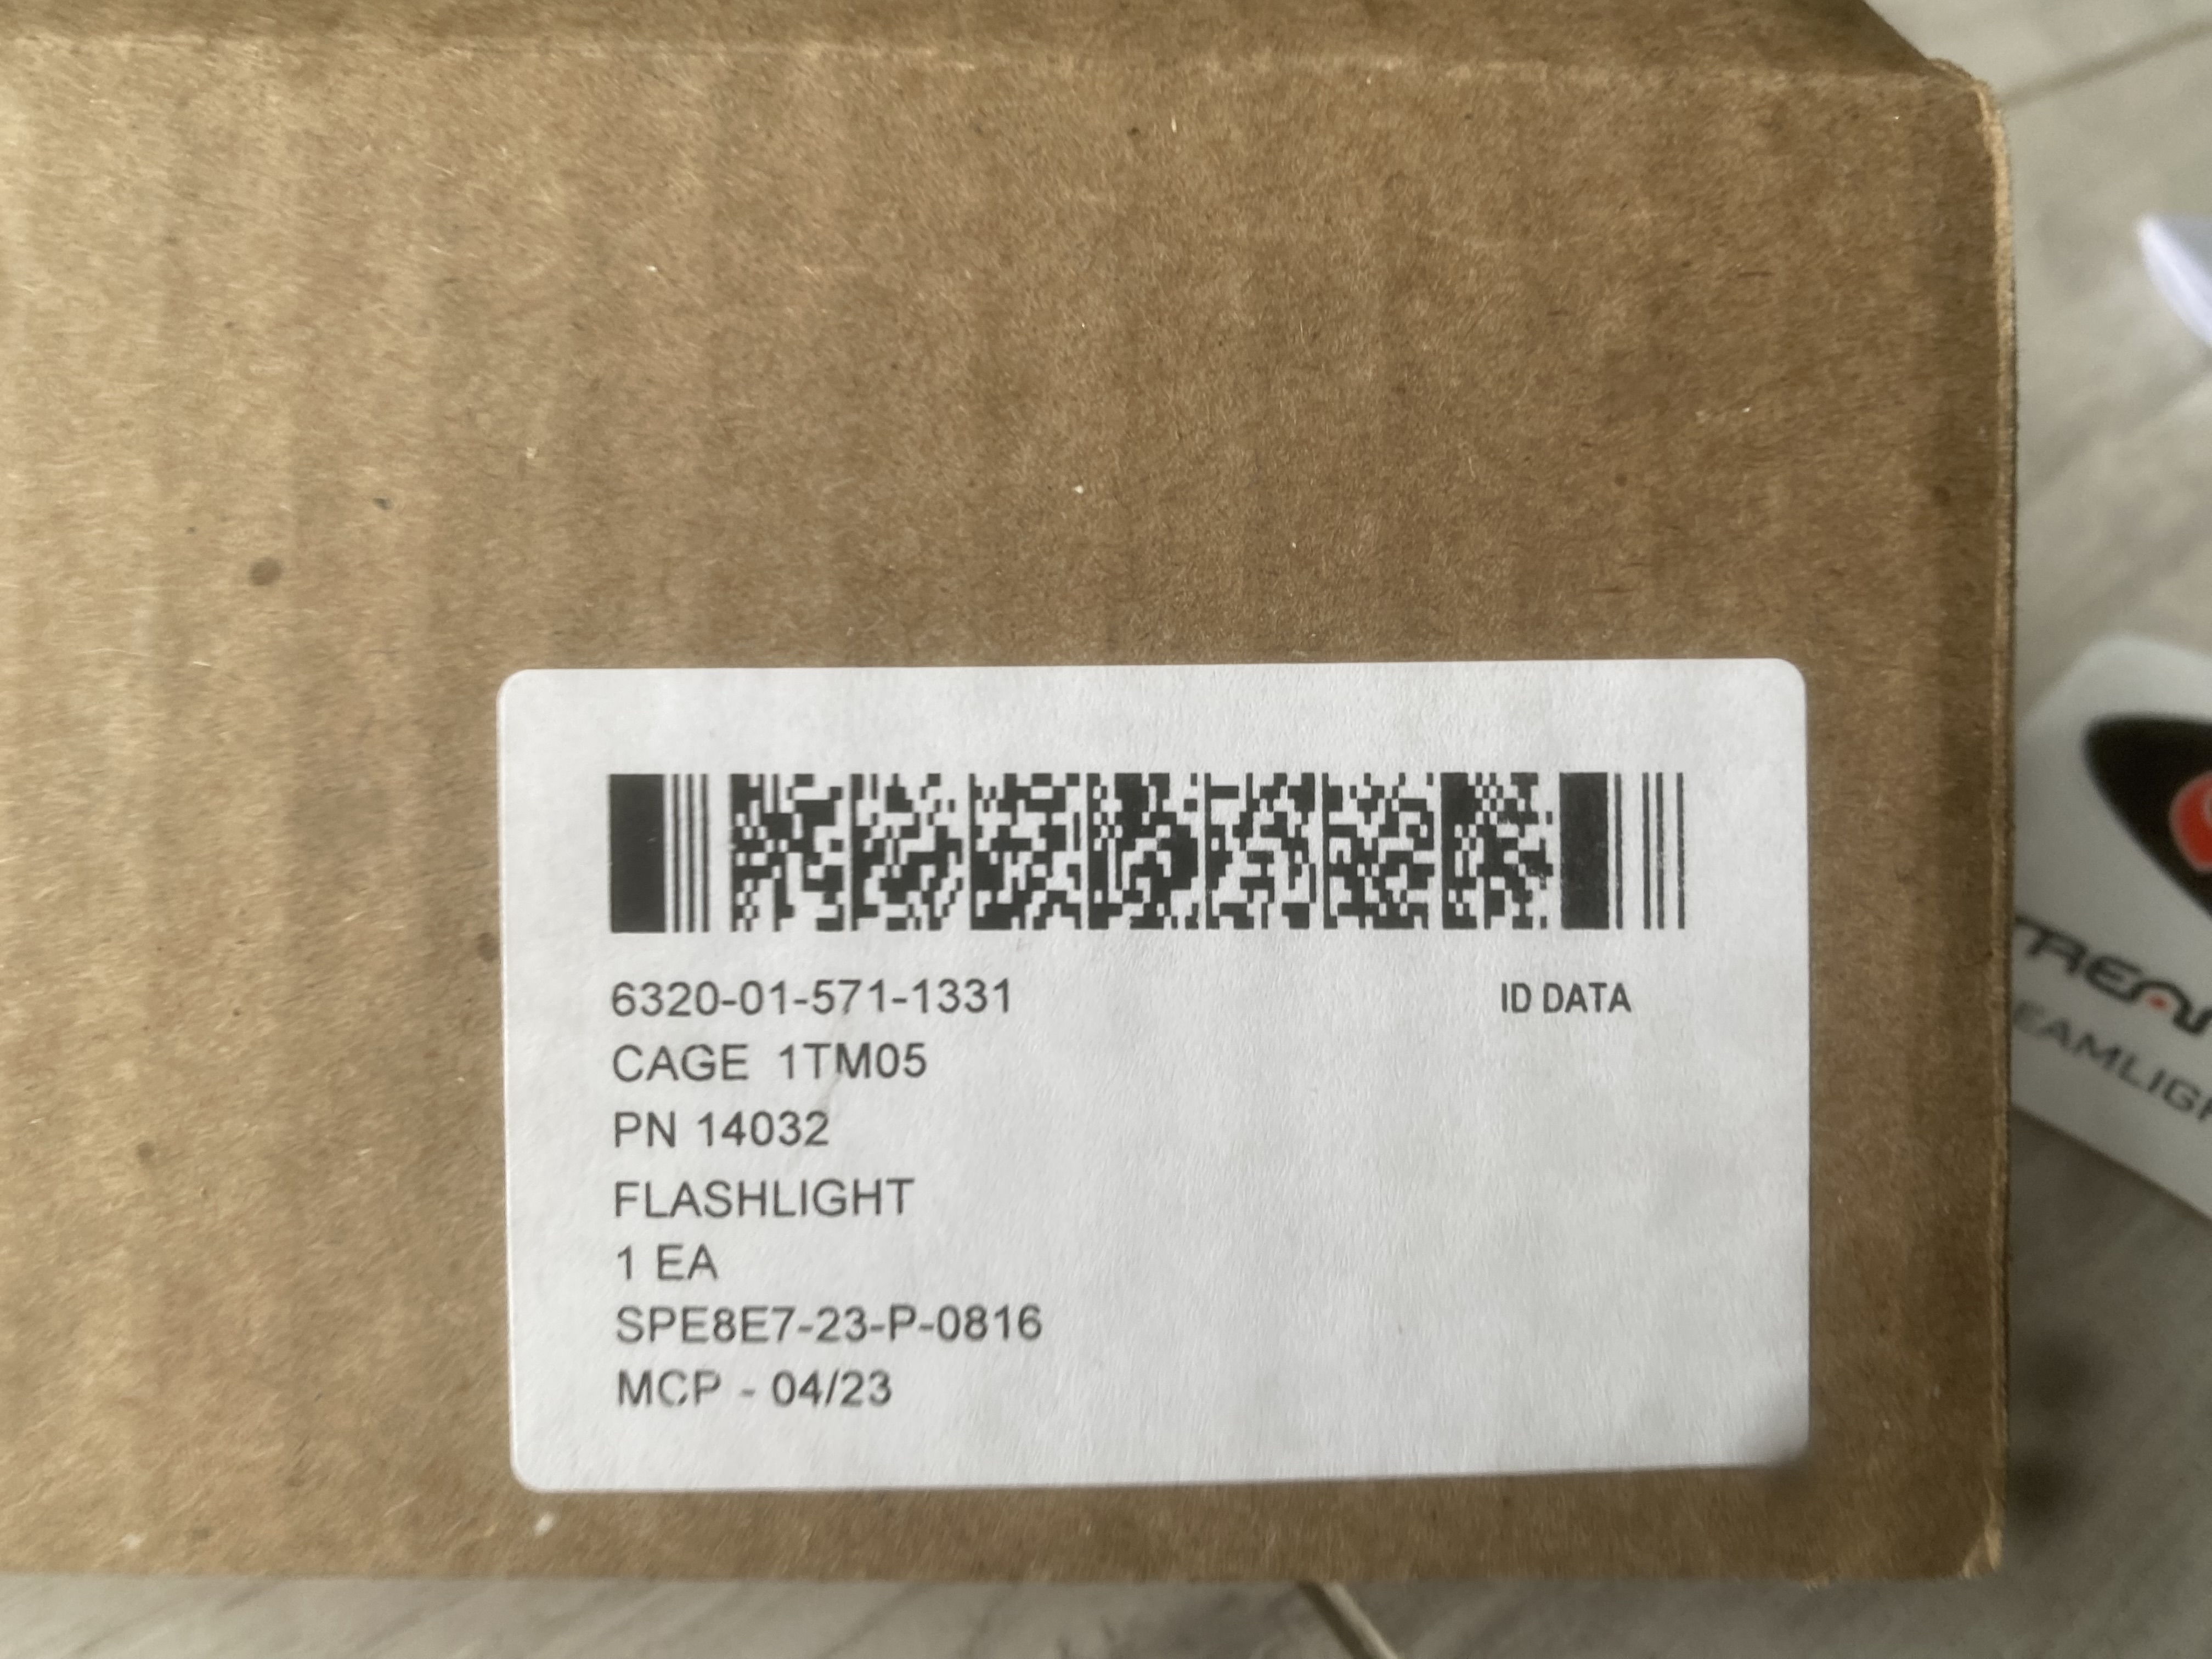 6320-01-571-1331
ID DATA
CAGE 1TM05
PN 14032
FLASHLIGHT
1 EA
SPE8E7-23-P-0816
MCP - 04/23